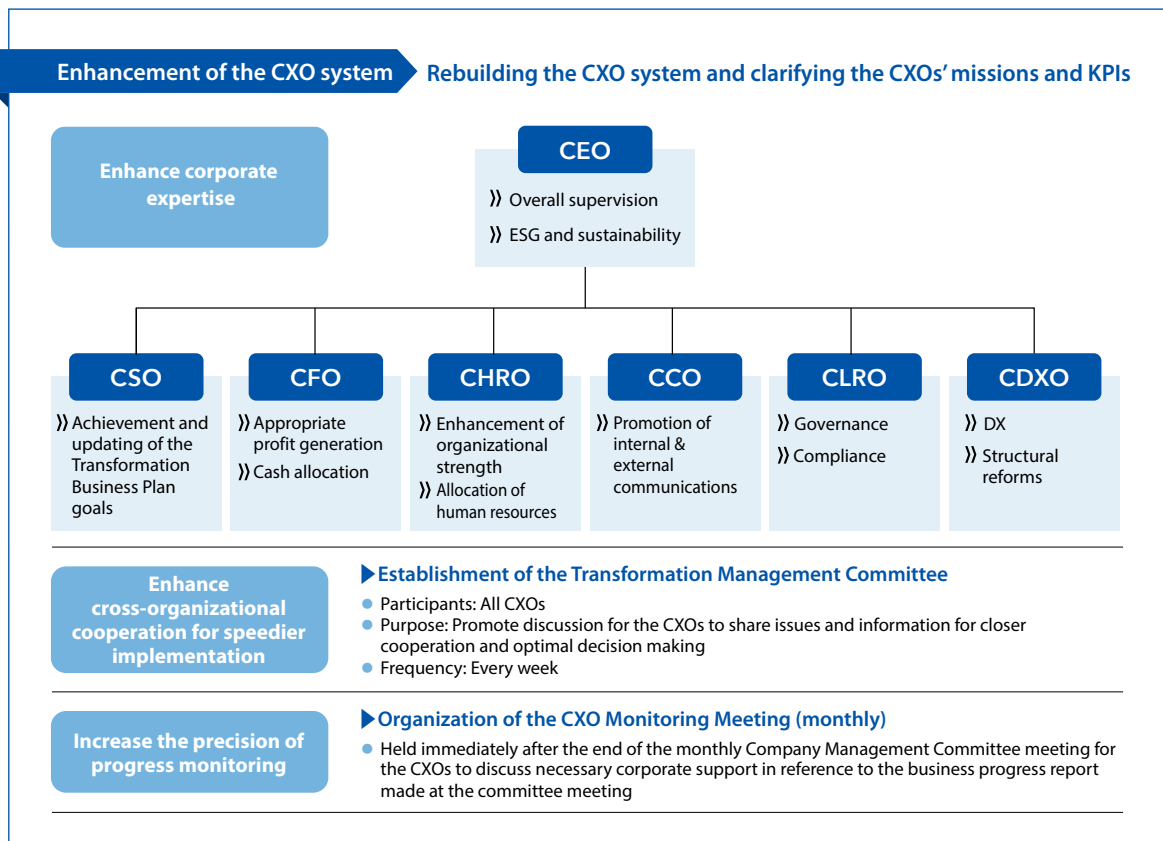 Enhancement of the CXO system
Rebuilding the CXO system and clarifying the CXOs' missions and KPIs
Enhance corporate
expertise
CEO
Overall supervision
ESG and sustainability
CSO
Achievement and
updating of the
Transformation
Business Plan
goals
CFO
Appropriate
profit generation
Cash allocation
CHRO
Enhancement of
organizational
strength
Allocation of
human resources
CCO
Promotion of
internal &
external
communications
CLRO
Governance
Compliance
CDXO
DX
Structural
reforms
Enhance
cross-organizational
cooperation for speedier
implementation
Establishment of the Transformation Management Committee
Participants: All CXOs
Purpose: Promote discussion for the CXOs to share issues and information for closer
cooperation and optimal decision making
Frequency: Every week
Increase the precision of
progress monitoring
Organization of the CXO Monitoring Meeting (monthly)
Held immediately after the end of the monthly Company Management Committee meeting for
the CXOs to discuss necessary corporate support in reference to the business progress report
made at the committee meeting